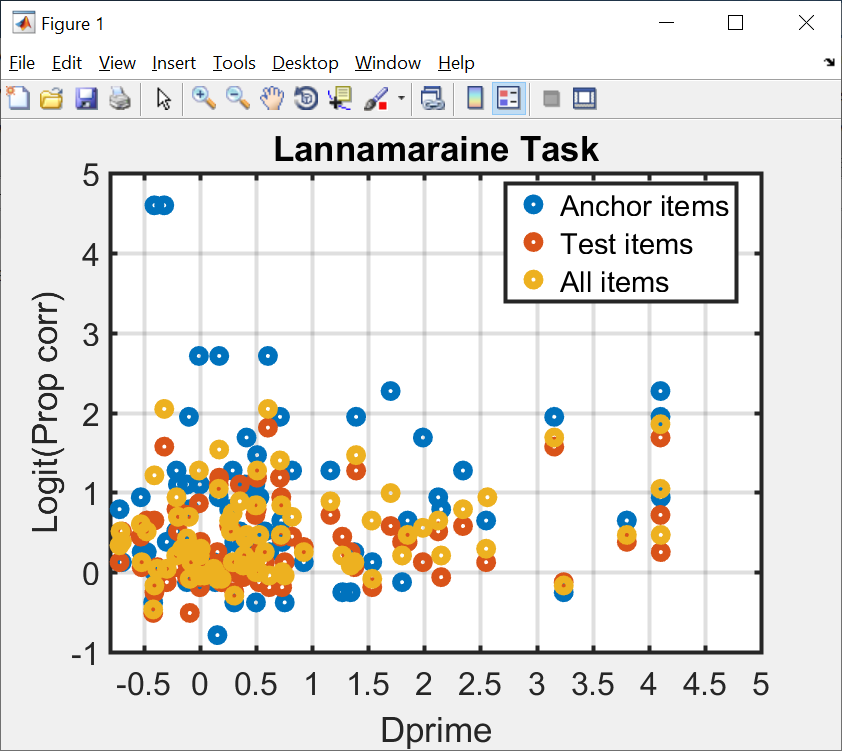 Figure 1
File Edit View Insert Tools Desktop Window Help
Lannamaraine Task
Anchor items
Test items
All items
Logit(Prop corr)
5
4
3
2
1
0
-1
-0.5 0 0.5 1 1.5 2 2.5 3 3.5 4 4.5 5
Dprime